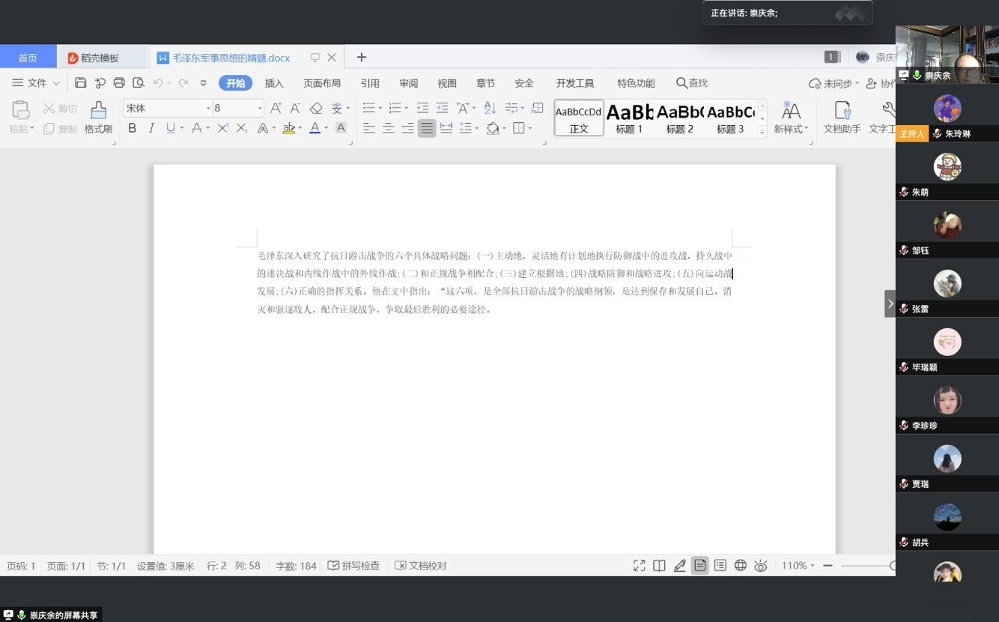 正在讲话: 崇庆余;
首页 稻壳模板 W 毛泽东军事思想的精髓.docx 1 崇庆
文件 开始 插入 页面布局 引用 审阅 视图 章节 安全 开发工具 特色功能 查找 未同步 协作
粘贴 剪切 复制 格式刷 宋体 8 AaBbCcDd 正文 AaBb 标题 1 AaBb( 标题 2 AaBbC 标题 3 新样式 文档助手 文字工
毛泽东深入研究了抗日游击战争的六个具体战略问题:(一)主动地、灵活地有计划地执行防御战中的进攻战，持久战中
的速决战和内线作战中的外线作战;(二)和正规战争相配合;(三)建立根据地;(四)战略防御和战略进攻;(五)向运动战
发展;(六)正确的指挥关系。他在文中指出：“这六项，是全部抗日游击战争的战略纲领，是达到保存和发展自己，消
灭和驱逐敌人，配合正规战争，争取最后胜利的必要途径。
页码: 1 页面: 1/1 节: 1/1 设置值: 3厘米 行: 2 列: 58 字数: 184 拼写检查 文档校对 110%
崇庆余
主持人 朱玲琳
朱萌
邹钰
张雷
毕瑞颖
李珍珍
贾瑞
胡兵
崇庆余的屏幕共享